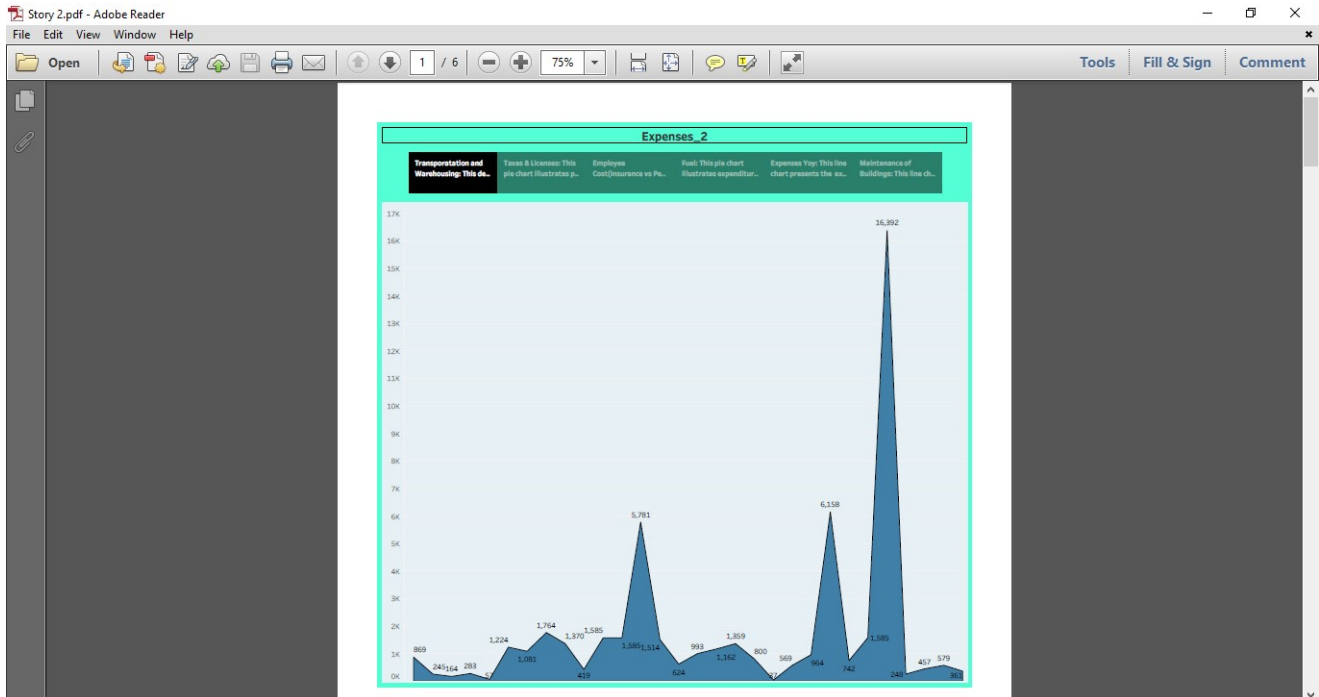 Story 2.pdf - Adobe Reader
File Edit View Window Help
Open 1 / 6 75% Tools Fill & Sign Comment
Expenses_2
Transporatation and
Warehousing: This de..
Taxes & Licenses: This
pie chart illustrates p..
Employee
Cost(Insurance vs Pe..
Fuel: This pie chart
illustrates expenditur..
Expenses Yoy: This line
chart presents the ex..
Maintenance of
Buildings: This line ch..
17K
16K
15K
14K
13K
12K
11K
10K
9K
8K
7K
6K
5K
4K
3K
2K
1K
0K
869
245
164
283
1,224
1,081
1,764
1,370
419
1,585
1,585
5,781
1,514
624
993
1,162
1,359
800
569
964
6,158
742
1,585
16,392
248
457
579
361